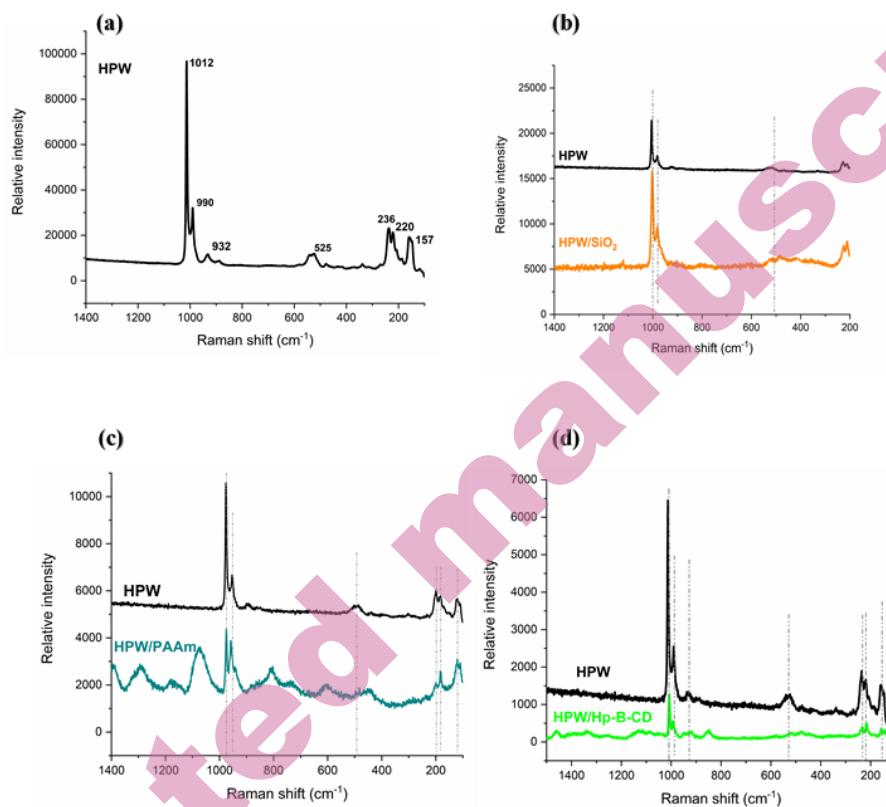 (a)
HPW
1012
990
932
525
236
220
157
100000
80000
60000
40000
20000
0
Relative intensity
1400 1200 1000 800 600 400 200
Raman shift (cm⁻¹)
(b)
25000
20000
15000
10000
5000
0
Relative intensity
HPW
HPW/SiO₂
1400 1200 1000 800 600 400 200
Raman shift (cm⁻¹)
(c)
10000
8000
6000
4000
2000
0
Relative intensity
HPW
HPW/PAAm
1400 1200 1000 800 600 400 200
Raman shift (cm⁻¹)
(d)
7000
6000
5000
4000
3000
2000
1000
0
Relative intensity
HPW
HPW/Hp-B-CD
1400 1200 1000 800 600 400 200
Raman shift (cm⁻¹)
ted manusc